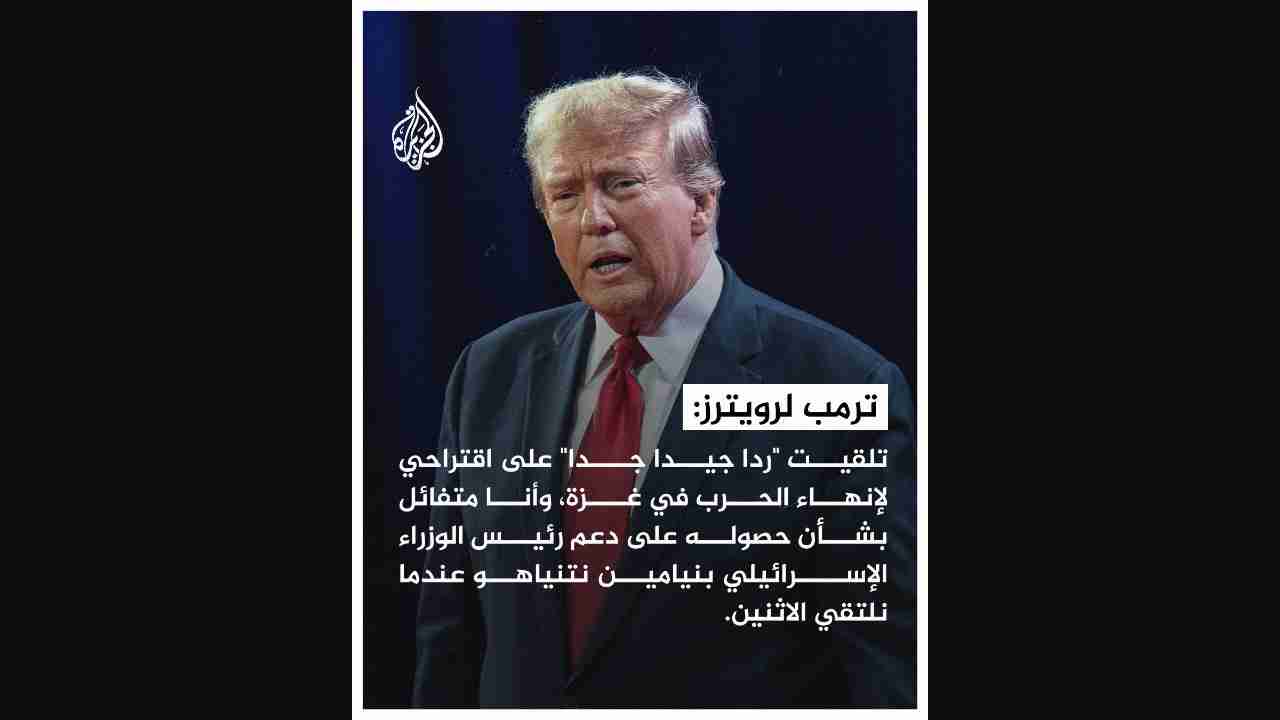 الجزيرة
ترمب لرويترز:
تلقيت "ردا جيدا جدا" على اقتراحي
لإنهاء الحرب في غزة، وأنا متفائل
بشأن حصوله على دعم رئيس الوزراء
الإسرائيلي بنيامين نتنياهو عندما
نلتقي الاثنين.